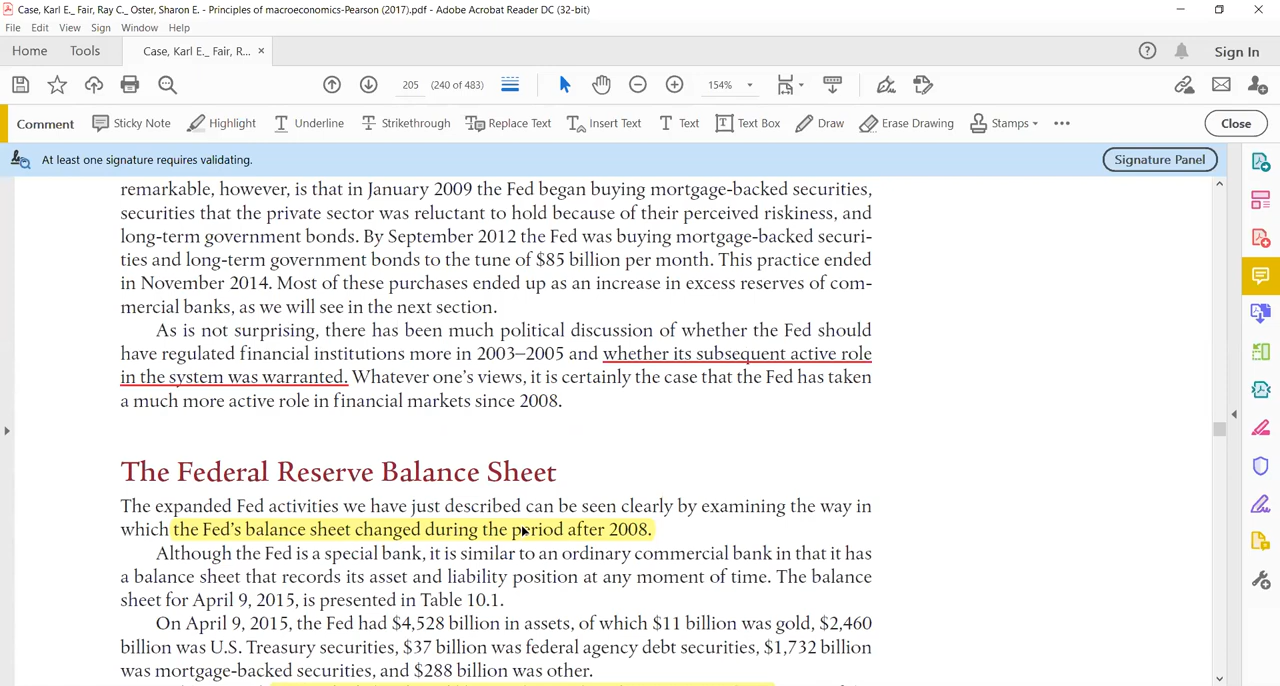 Case, Karl E._ Fair, Ray C._ Oster, Sharon E. - Principles of macroeconomics-Pearson (2017).pdf - Adobe Acrobat Reader DC (32-bit)
File Edit View Sign Window Help
Home Tools Case, Karl E._ Fair, R... × Sign In
205 (240 of 483) 154%
Comment Sticky Note Highlight Underline Strikethrough Replace Text Insert Text Text Text Box Draw Erase Drawing Stamps Close
At least one signature requires validating. Signature Panel
remarkable, however, is that in January 2009 the Fed began buying mortgage-backed securities,
securities that the private sector was reluctant to hold because of their perceived riskiness, and
long-term government bonds. By September 2012 the Fed was buying mortgage-backed securi-
ties and long-term government bonds to the tune of $85 billion per month. This practice ended
in November 2014. Most of these purchases ended up as an increase in excess reserves of com-
mercial banks, as we will see in the next section.
As is not surprising, there has been much political discussion of whether the Fed should
have regulated financial institutions more in 2003–2005 and whether its subsequent active role
in the system was warranted. Whatever one's views, it is certainly the case that the Fed has taken
a much more active role in financial markets since 2008.
The Federal Reserve Balance Sheet
The expanded Fed activities we have just described can be seen clearly by examining the way in
which the Fed's balance sheet changed during the period after 2008.
Although the Fed is a special bank, it is similar to an ordinary commercial bank in that it has
a balance sheet that records its asset and liability position at any moment of time. The balance
sheet for April 9, 2015, is presented in Table 10.1.
On April 9, 2015, the Fed had $4,528 billion in assets, of which $11 billion was gold, $2,460
billion was U.S. Treasury securities, $37 billion was federal agency debt securities, $1,732 billion
was mortgage-backed securities, and $288 billion was other.